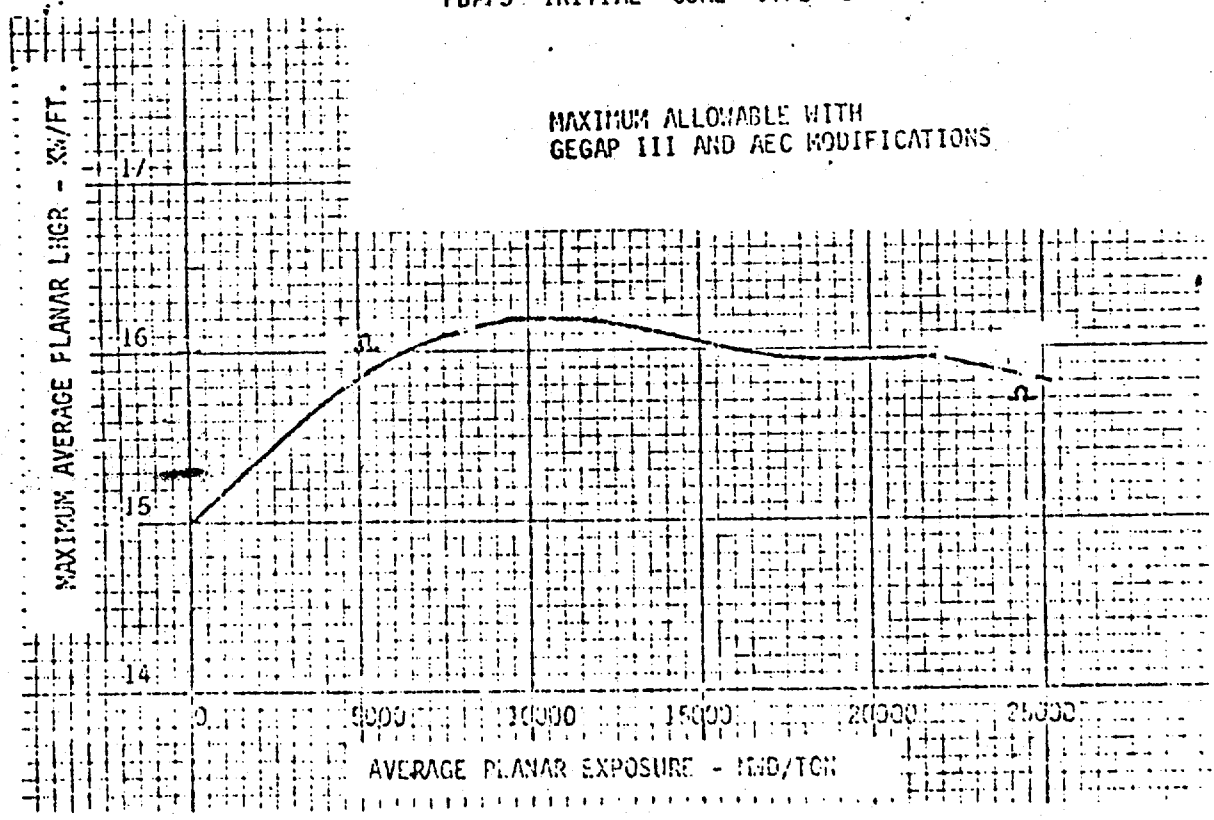 INITIAL
MAXIMUM ALLOWABLE WITH
GEGAP III AND AEC MODIFICATIONS
MAXIMUM AVERAGE PLANAR LHGR - KW/FT.
17
16
15
14
0 5000 10000 15000 20000 25000
AVERAGE PLANAR EXPOSURE - MWD/TON